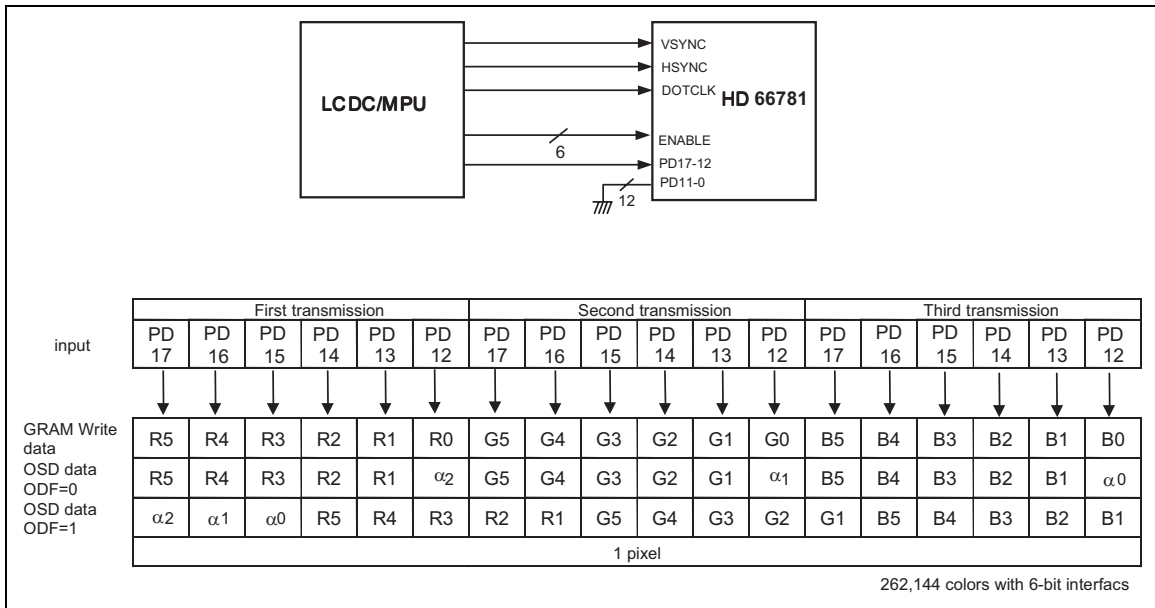 VSYNC
HSYNC
DOTCLK
LCDC/MPU
HD 66781
ENABLE
6
PD17-12
PD11-0
12
First transmission Second transmission Third transmission
input
PD 17 PD 16 PD 15 PD 14 PD 13 PD 12 PD 17 PD 16 PD 15 PD 14 PD 13 PD 12 PD 17 PD 16 PD 15 PD 14 PD 13 PD 12
GRAM Write data R5 R4 R3 R2 R1 R0 G5 G4 G3 G2 G1 G0 B5 B4 B3 B2 B1 B0
OSD data ODF=0 R5 R4 R3 R2 R1 α2 G5 G4 G3 G2 G1 α1 B5 B4 B3 B2 B1 α0
OSD data ODF=1 α2 α1 α0 R5 R4 R3 R2 R1 G5 G4 G3 G2 G1 B5 B4 B3 B2 B1
1 pixel
262,144 colors with 6-bit interfacs